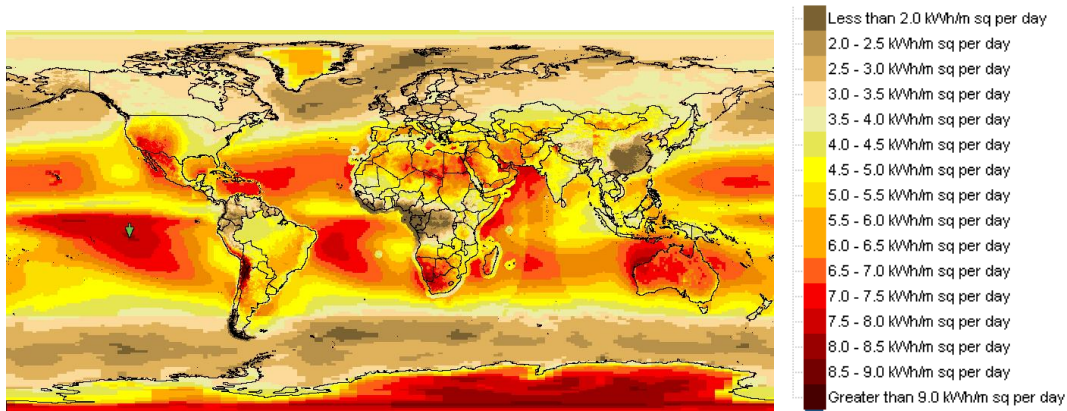 Less than 2.0 kWh/m sq per day
2.0 - 2.5 kWh/m sq per day
2.5 - 3.0 kWh/m sq per day
3.0 - 3.5 kWh/m sq per day
3.5 - 4.0 kWh/m sq per day
4.0 - 4.5 kWh/m sq per day
4.5 - 5.0 kWh/m sq per day
5.0 - 5.5 kWh/m sq per day
5.5 - 6.0 kWh/m sq per day
6.0 - 6.5 kWh/m sq per day
6.5 - 7.0 kWh/m sq per day
7.0 - 7.5 kWh/m sq per day
7.5 - 8.0 kWh/m sq per day
8.0 - 8.5 kWh/m sq per day
8.5 - 9.0 kWh/m sq per day
Greater than 9.0 kWh/m sq per day